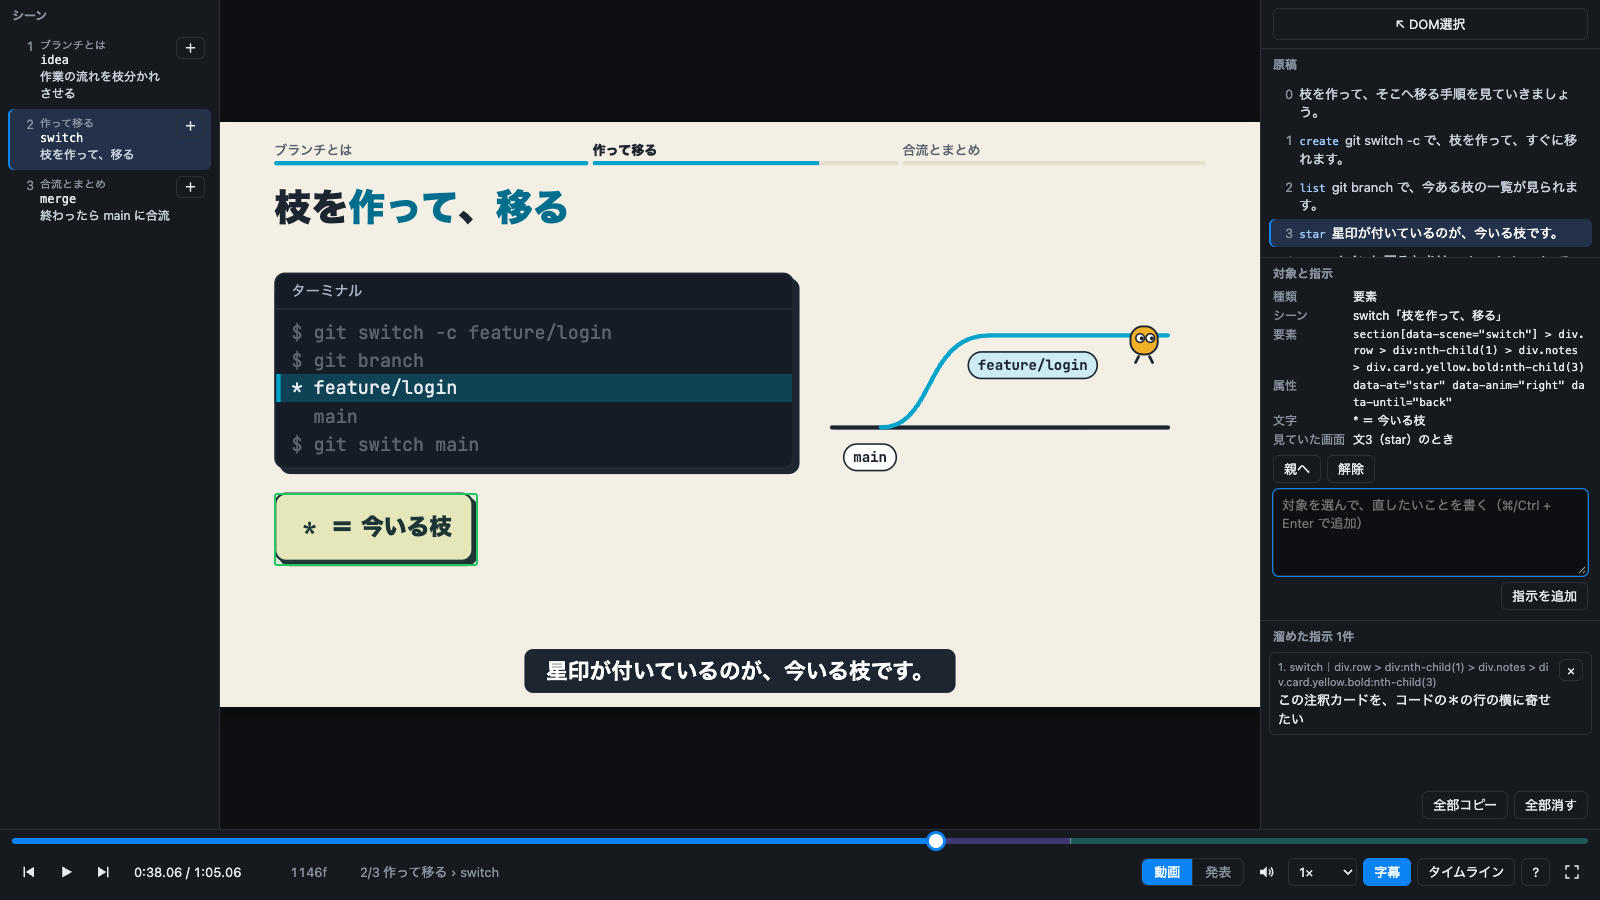 シーン
1 ブランチとは
idea
作業の流れを枝分かれ
させる
2 作って移る
switch
枝を作って、移る
3 合流とまとめ
merge
終わったら main に合流
ブランチとは
作って移る
合流とまとめ
枝を作って、移る
ターミナル
$ git switch -c feature/login
$ git branch
* feature/login
main
$ git switch main
* ＝ 今いる枝
feature/login
main
星印が付いているのが、今いる枝です。
DOM選択
原稿
0 枝を作って、そこへ移る手順を見ていきましょ
う。
1 create git switch -c で、枝を作って、すぐに移
れます。
2 list git branch で、今ある枝の一覧が見られま
す。
3 star 星印が付いているのが、今いる枝です。
対象と指示
種類 要素
シーン switch「枝を作って、移る」
要素 section[data-scene="switch"] > div.
row > div:nth-child(1) > div.notes
> div.card.yellow.bold:nth-child(3)
属性 data-at="star" data-anim="right" da
ta-until="back"
文字 * ＝ 今いる枝
見ていた画面 文3（star）のとき
親へ 解除
対象を選んで、直したいことを書く（⌘/Ctrl +
Enter で追加）
指示を追加
溜めた指示 1件
1. switch｜div.row > div:nth-child(1) > div.notes > di
v.card.yellow.bold:nth-child(3)
この注釈カードを、コードの＊の行の横に寄せ
たい
全部コピー 全部消す
0:38.06 / 1:05.06 1146f 2/3 作って移る › switch
動画 発表 1× 字幕 タイムライン ?